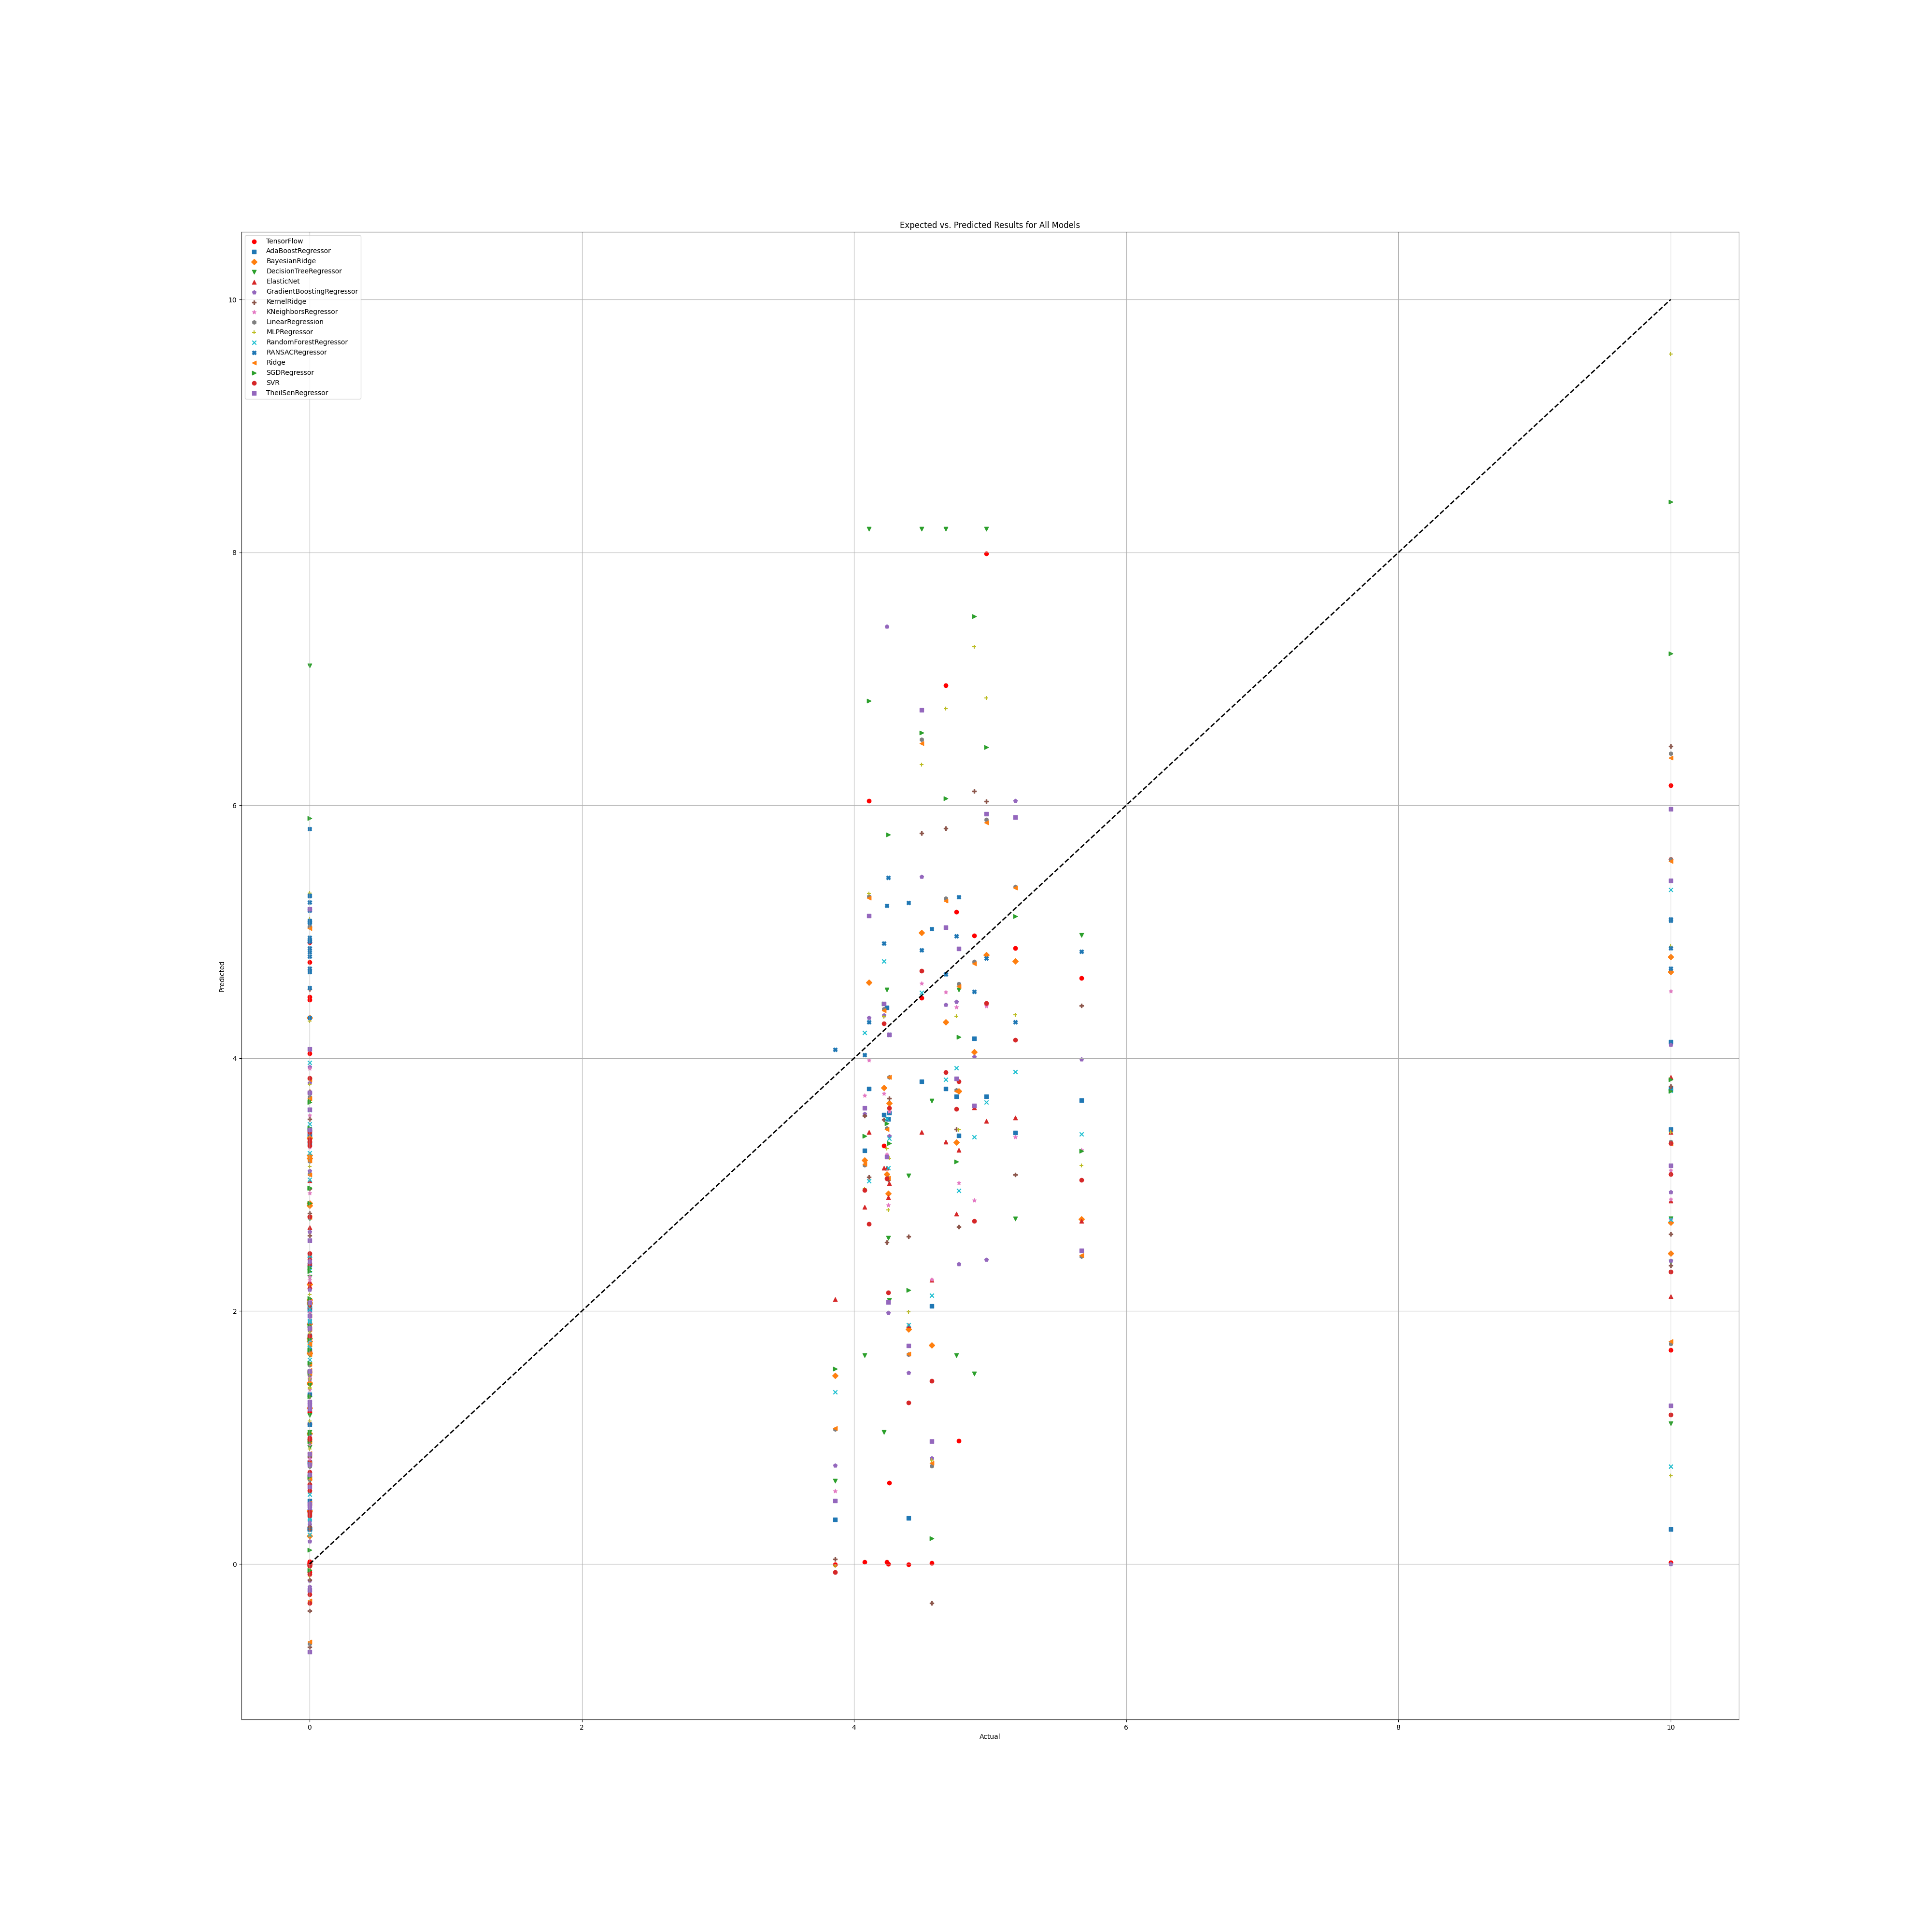 Expected vs. Predicted Results for All Models
TensorFlow
AdaBoostRegressor
BayesianRidge
DecisionTreeRegressor
ElasticNet
GradientBoostingRegressor
KernelRidge
KNeighborsRegressor
LinearRegression
MLPRegressor
RandomForestRegressor
RANSACRegressor
Ridge
SGDRegressor
SVR
TheilSenRegressor
10
8
6
4
2
0
Predicted
0 2 4 6 8 10
Actual